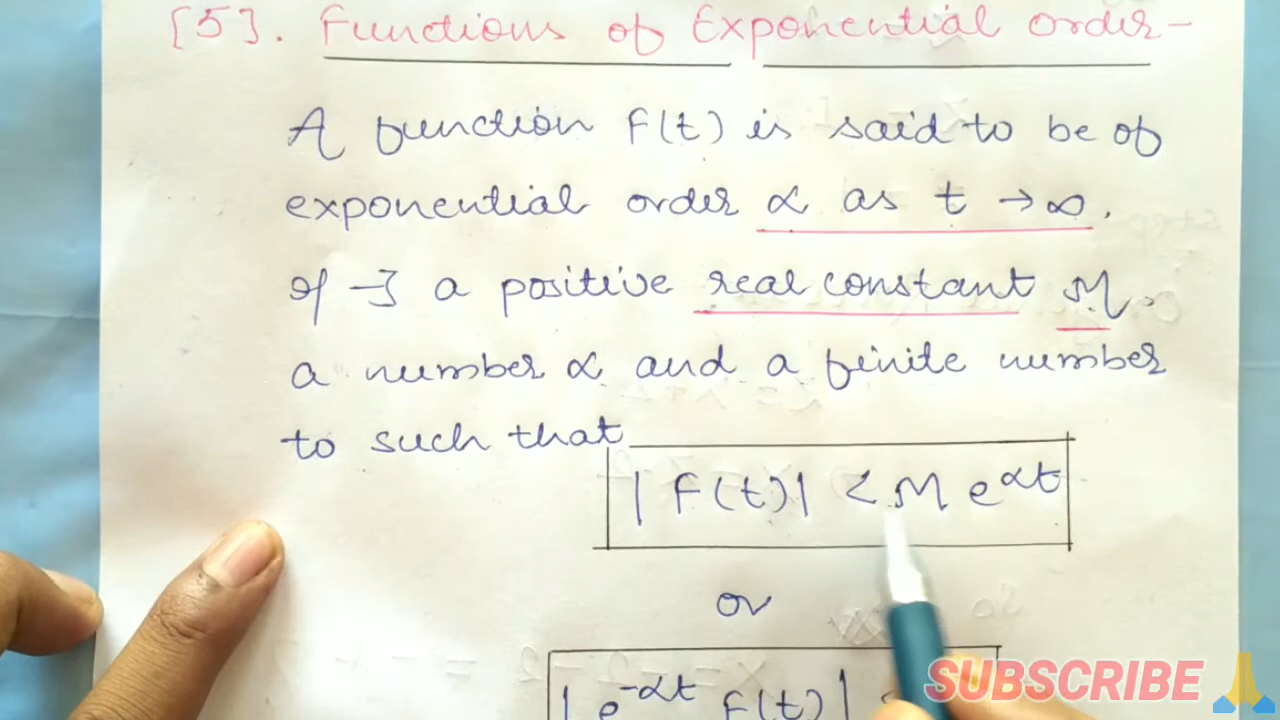 [5]. Functions of Exponential order-
A function F(t) is said to be of
exponential order α as t → ∞.
If ∃ a positive real constant M,
a number α and a finite number
to such that
|F(t)| < M e^αt
or
|e^-αt F(t)| <
SUBSCRIBE